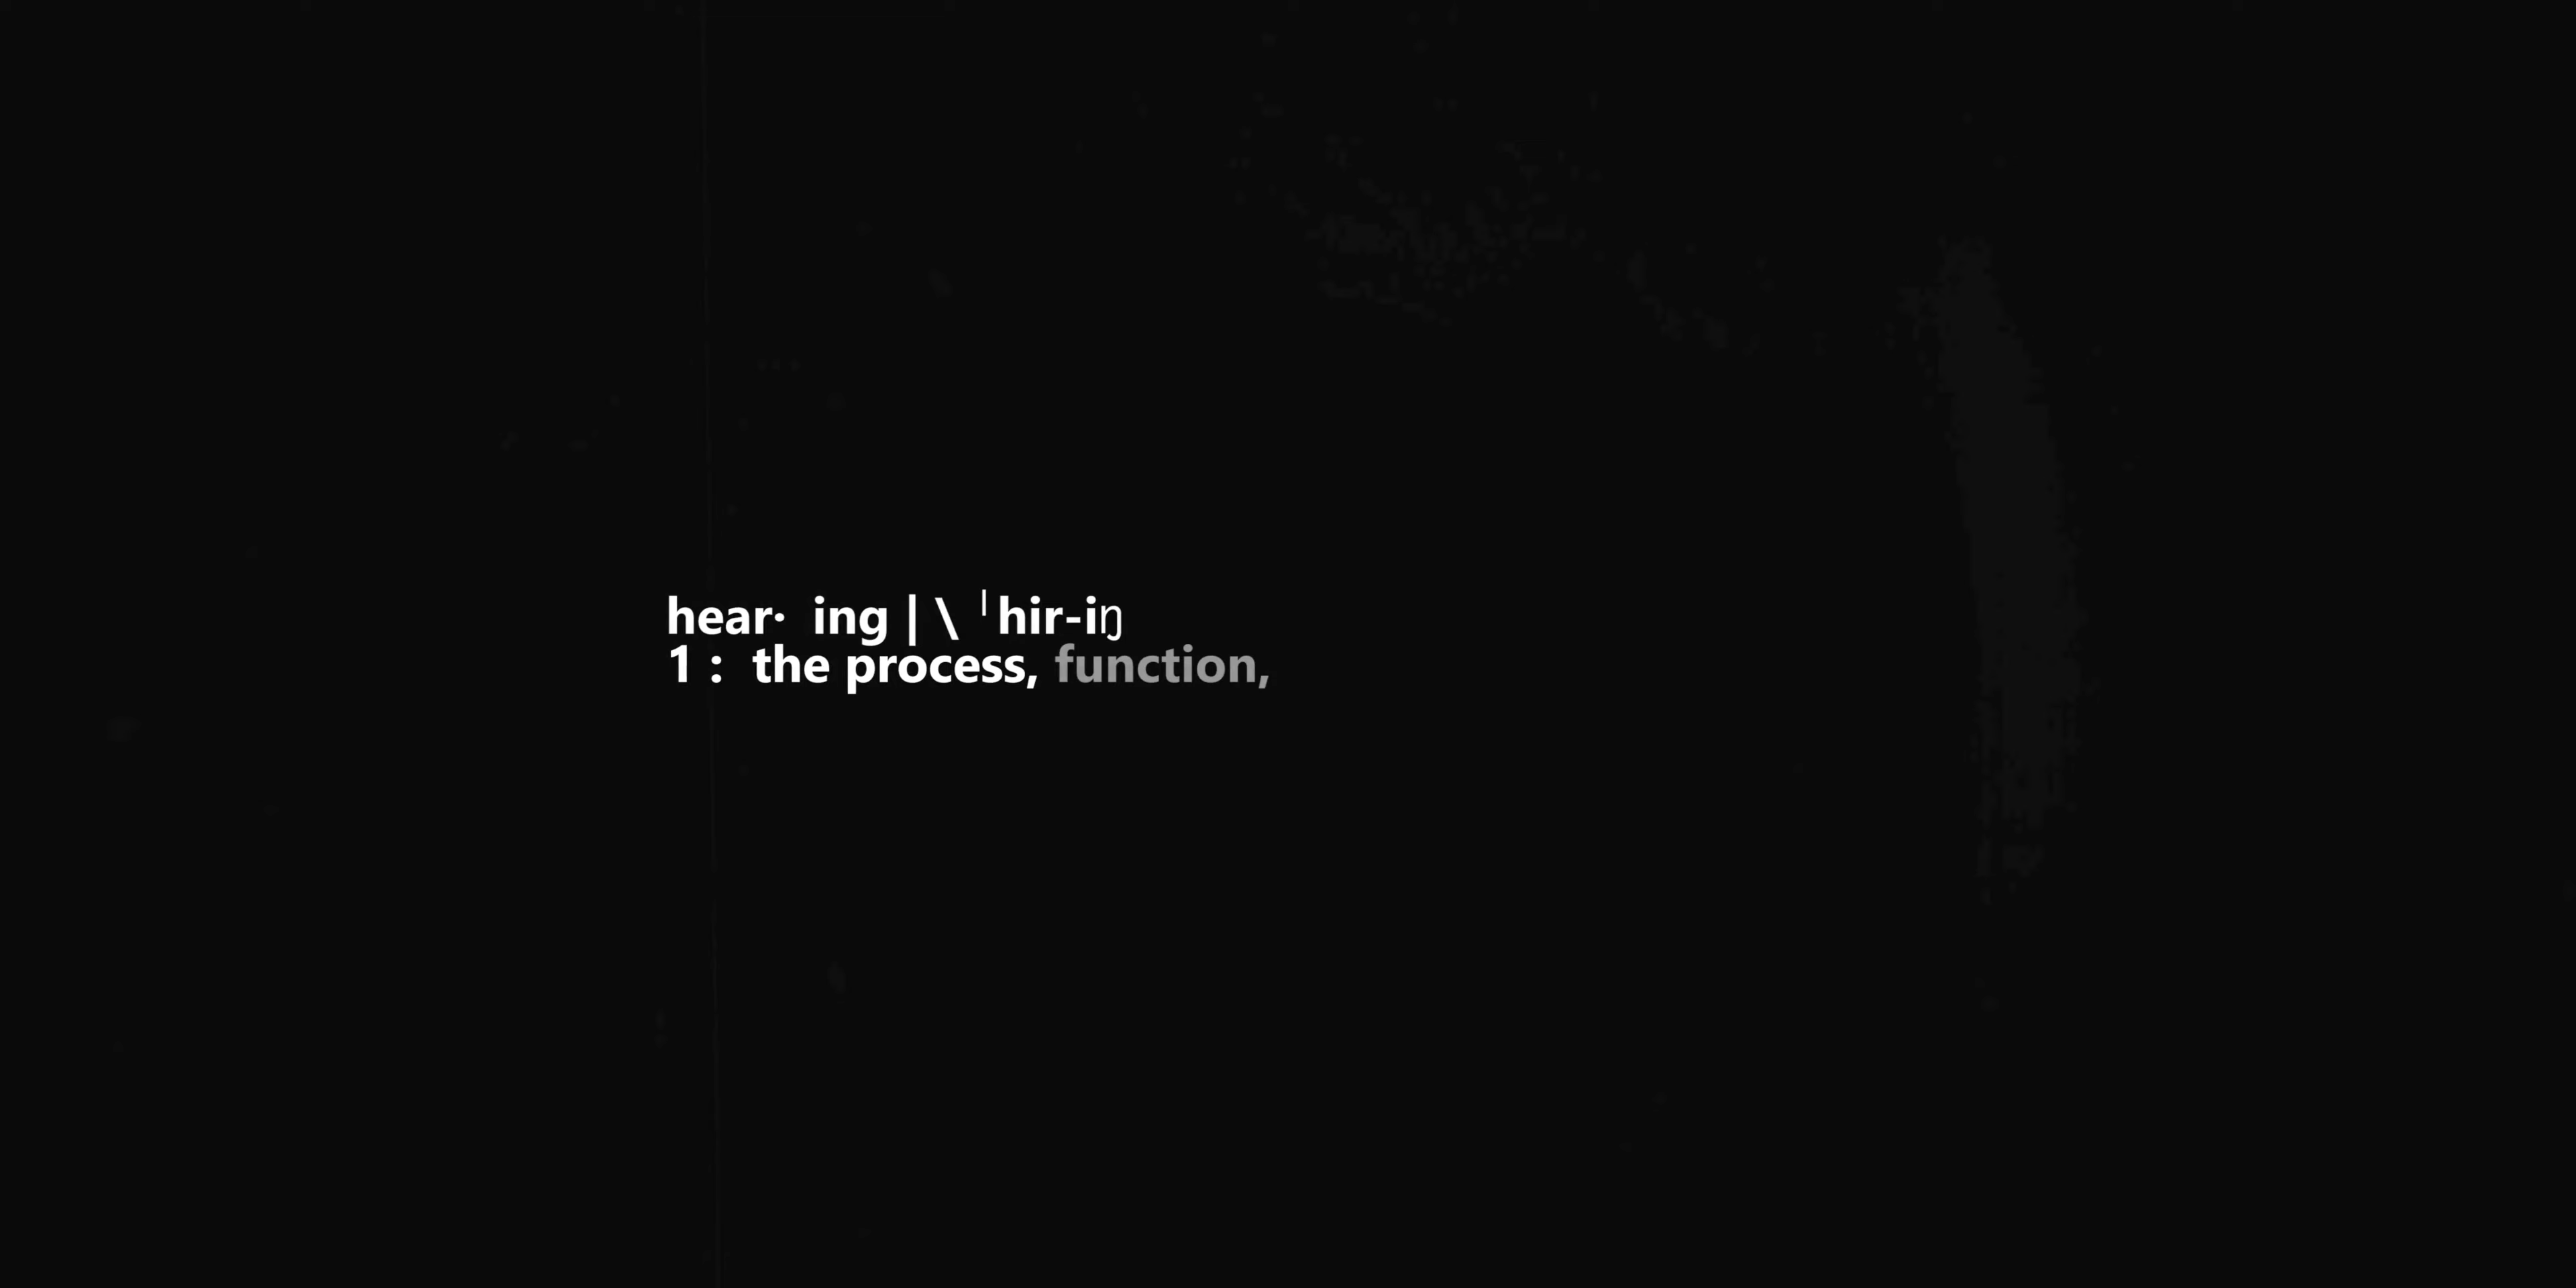 hear· ing | \ ˈhir-iŋ
1 : the process, function,